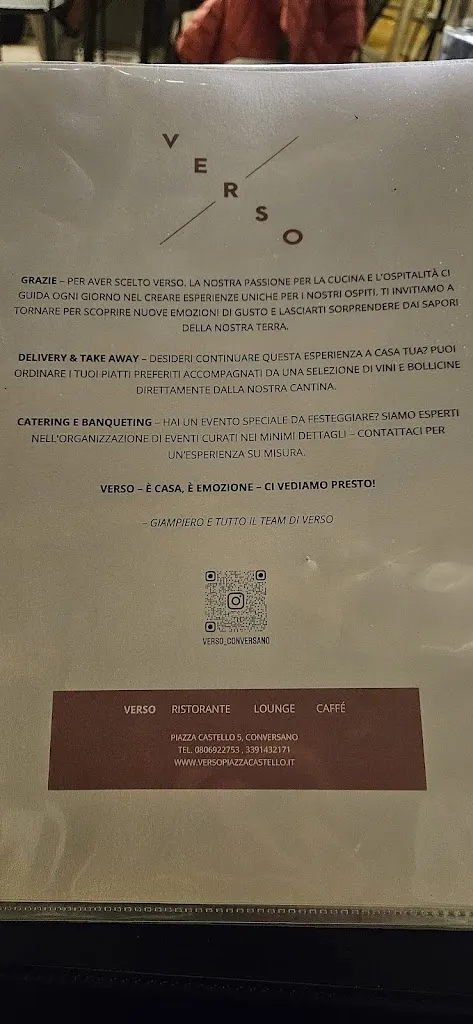 VERSO
GRAZIE – PER AVER SCELTO VERSO. LA NOSTRA PASSIONE PER LA CUCINA E L'OSPITALITÀ CI
GUIDA OGNI GIORNO NEL CREARE ESPERIENZE UNICHE PER I NOSTRI OSPITI. TI INVITIAMO A
TORNARE PER SCOPRIRE NUOVE EMOZIONI DI GUSTO E LASCIARTI SORPRENDERE DAI SAPORI
DELLA NOSTRA TERRA.
DELIVERY & TAKE AWAY – DESIDERI CONTINUARE QUESTA ESPERIENZA A CASA TUA? PUOI
ORDINARE I TUOI PIATTI PREFERITI ACCOMPAGNATI DA UNA SELEZIONE DI VINI E BOLLICINE
DIRETTAMENTE DALLA NOSTRA CANTINA.
CATERING E BANQUETING – HAI UN EVENTO SPECIALE DA FESTEGGIARE? SIAMO ESPERTI
NELL'ORGANIZZAZIONE DI EVENTI CURATI NEI MINIMI DETTAGLI – CONTATTACI PER
UN'ESPERIENZA SU MISURA.
VERSO – È CASA, È EMOZIONE – CI VEDIAMO PRESTO!
– GIAMPIERO E TUTTO IL TEAM DI VERSO
VERSO_CONVERSANO
VERSO RISTORANTE LOUNGE CAFFÉ
PIAZZA CASTELLO 5, CONVERSANO
TEL. 0806922753 , 3391432171
WWW.VERSOPIAZZACASTELLO.IT